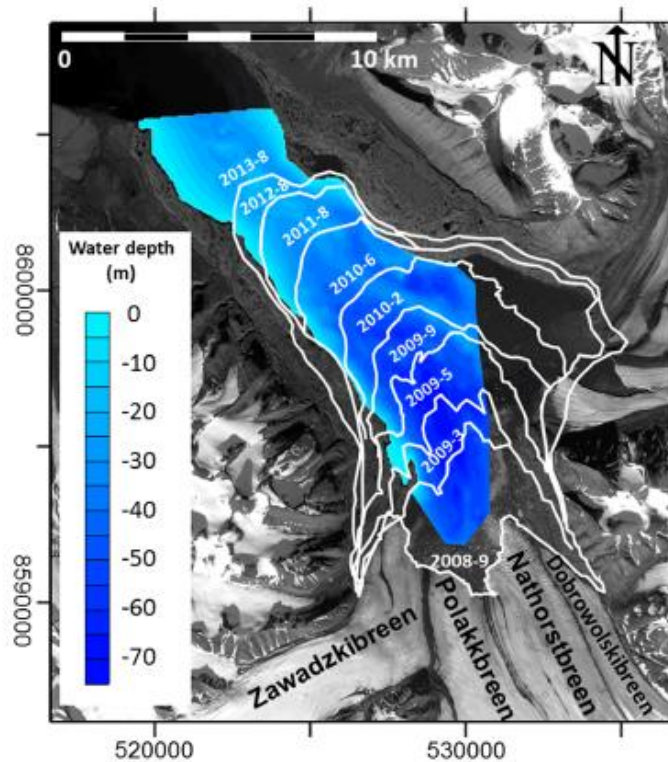 0
10 km
N
2013-8
2012-8
2011-8
2010-6
2010-2
2009-9
2009-5
2009-3
2008-9
Water depth
(m)
0
-10
-20
-30
-40
-50
-60
-70
8600000
8590000
Zawadzkibreen
Polakkbreen
Nathorstbreen
Dobrowolskibreen
520000
530000